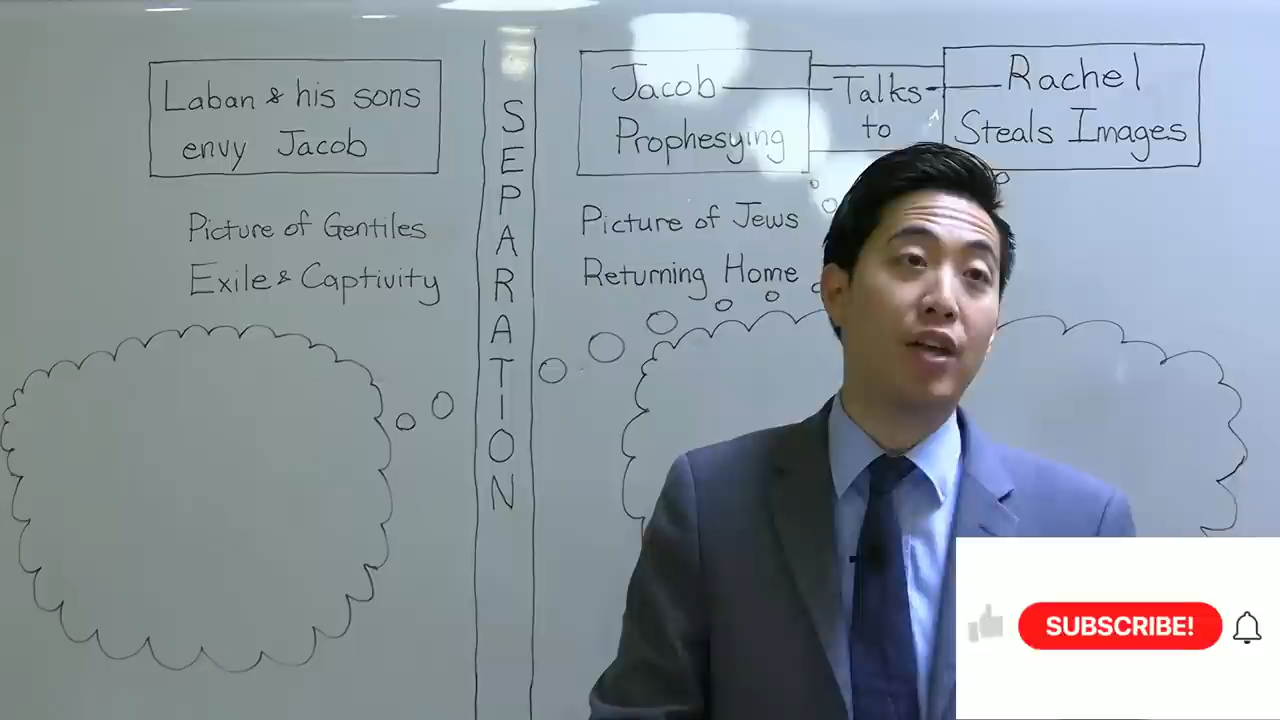 Laban & his sons
envy Jacob
Picture of Gentiles
Exile & Captivity
SEPARATION
Jacob
Prophesying
Talks
to
Rachel
Steals Images
Picture of Jews
Returning Home
SUBSCRIBE!